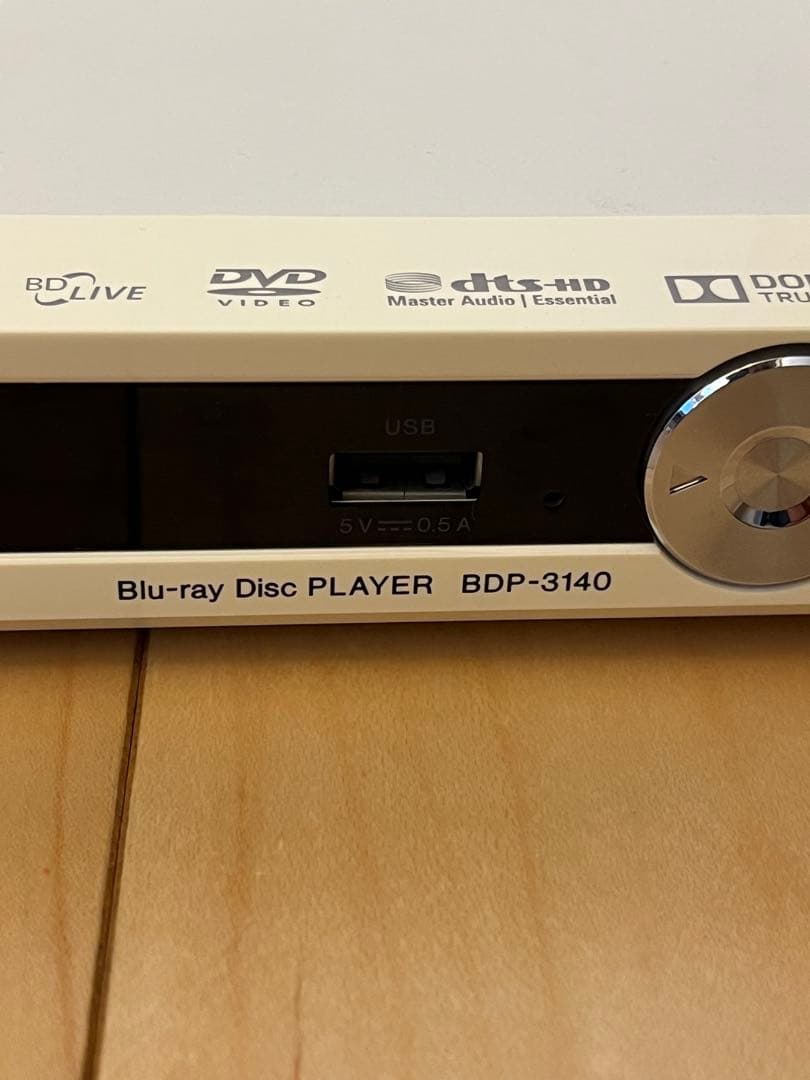 BD LIVE
DVD
VIDEO
dts-HD
Master Audio | Essential
USB
5V⎓0.5A
Blu-ray Disc PLAYER BDP-3140